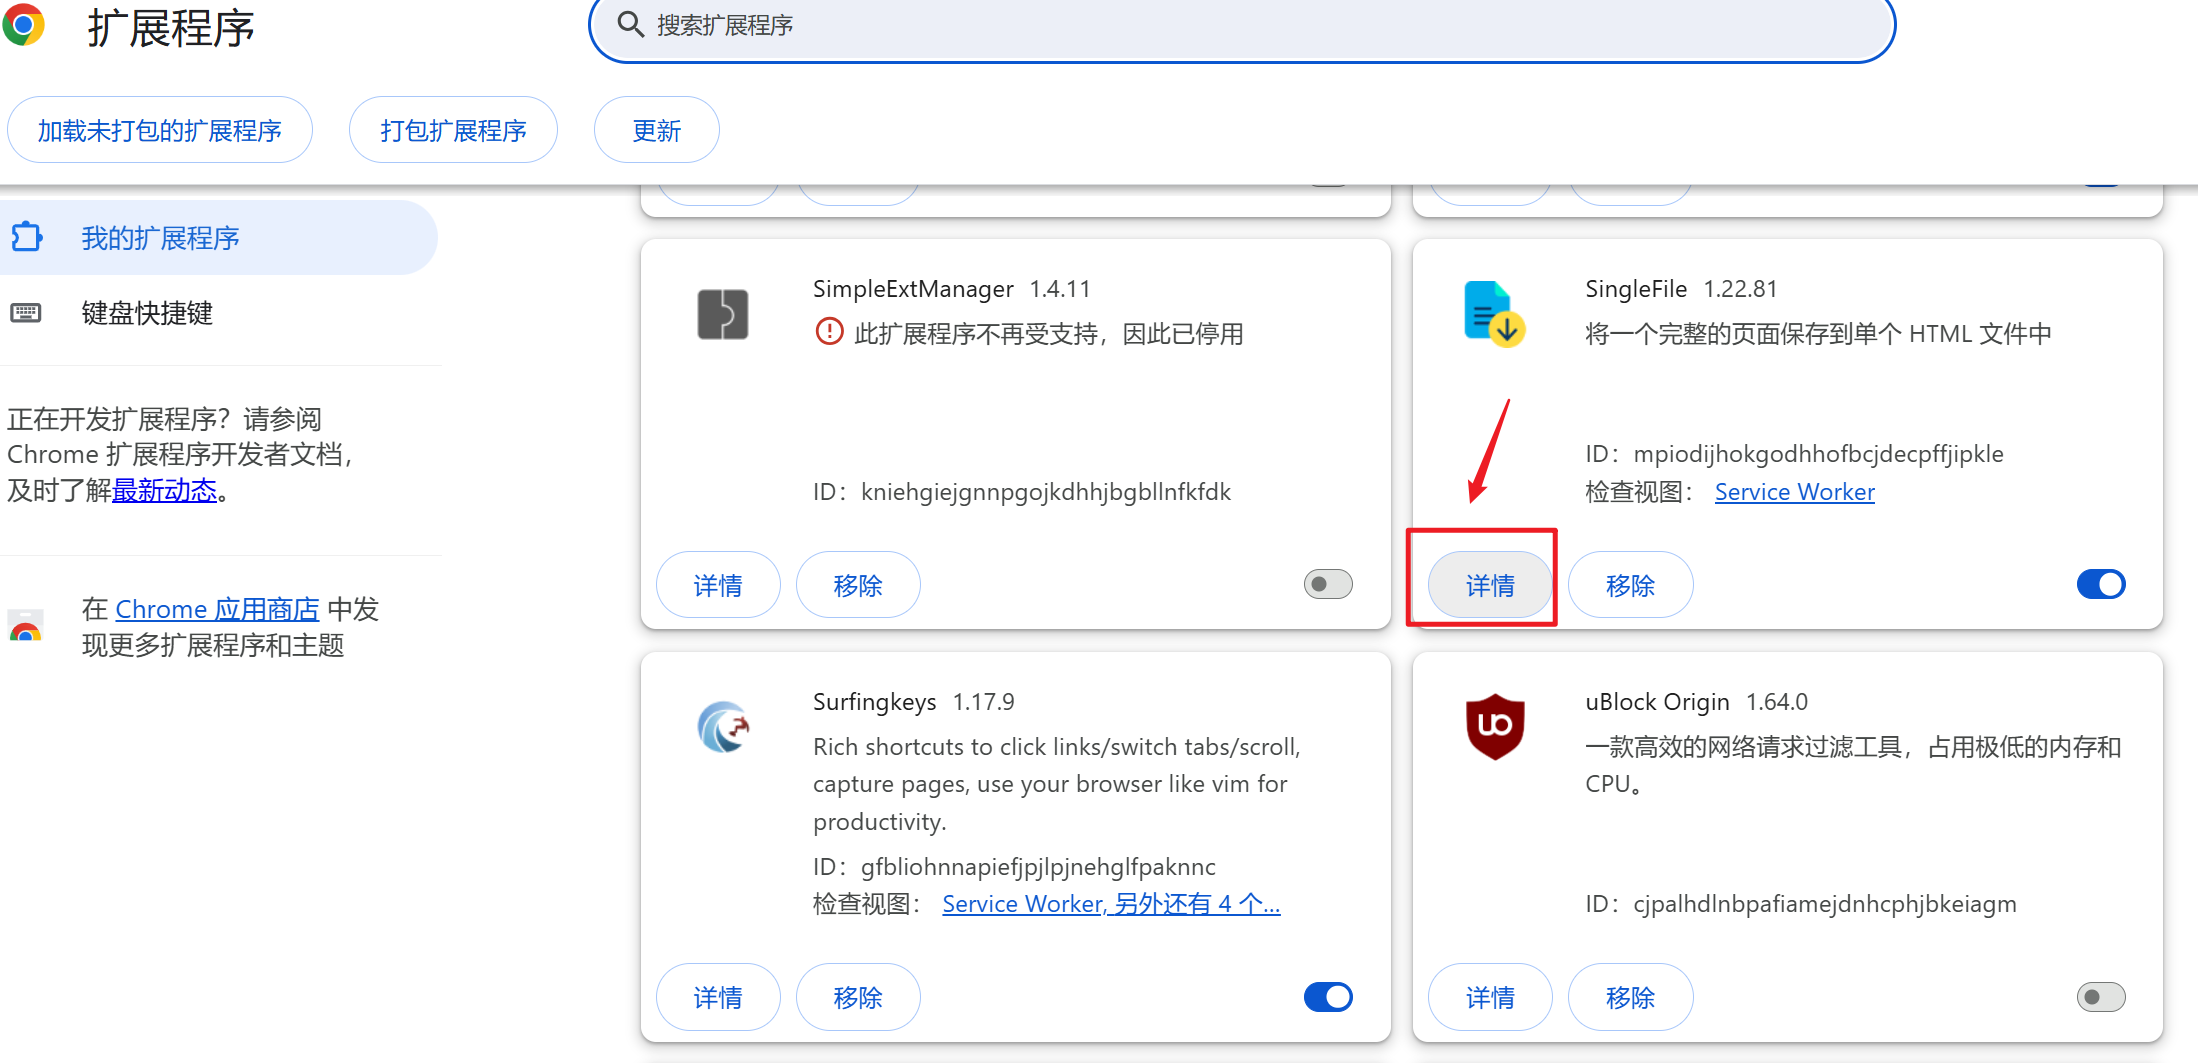 扩展程序
搜索扩展程序
加载未打包的扩展程序
打包扩展程序
更新
我的扩展程序
键盘快捷键
正在开发扩展程序？请参阅
Chrome 扩展程序开发者文档，
及时了解最新动态。
在 Chrome 应用商店 中发
现更多扩展程序和主题
SimpleExtManager 1.4.11
此扩展程序不再受支持，因此已停用
ID： kniehgiejgnnpgojkdhhjbgbllnfkfdk
详情
移除
SingleFile 1.22.81
将一个完整的页面保存到单个 HTML 文件中
ID： mpiodijhokgodhhofbcjdecpffjipkle
检查视图： Service Worker
详情
移除
Surfingkeys 1.17.9
Rich shortcuts to click links/switch tabs/scroll,
capture pages, use your browser like vim for
productivity.
ID： gfbliohnnapiefjpjlpjnehglfpaknnc
检查视图： Service Worker, 另外还有 4 个...
详情
移除
uBlock Origin 1.64.0
一款高效的网络请求过滤工具，占用极低的内存和
CPU。
ID： cjpalhdlnbpafiamejdnhcphjbkeiagm
详情
移除